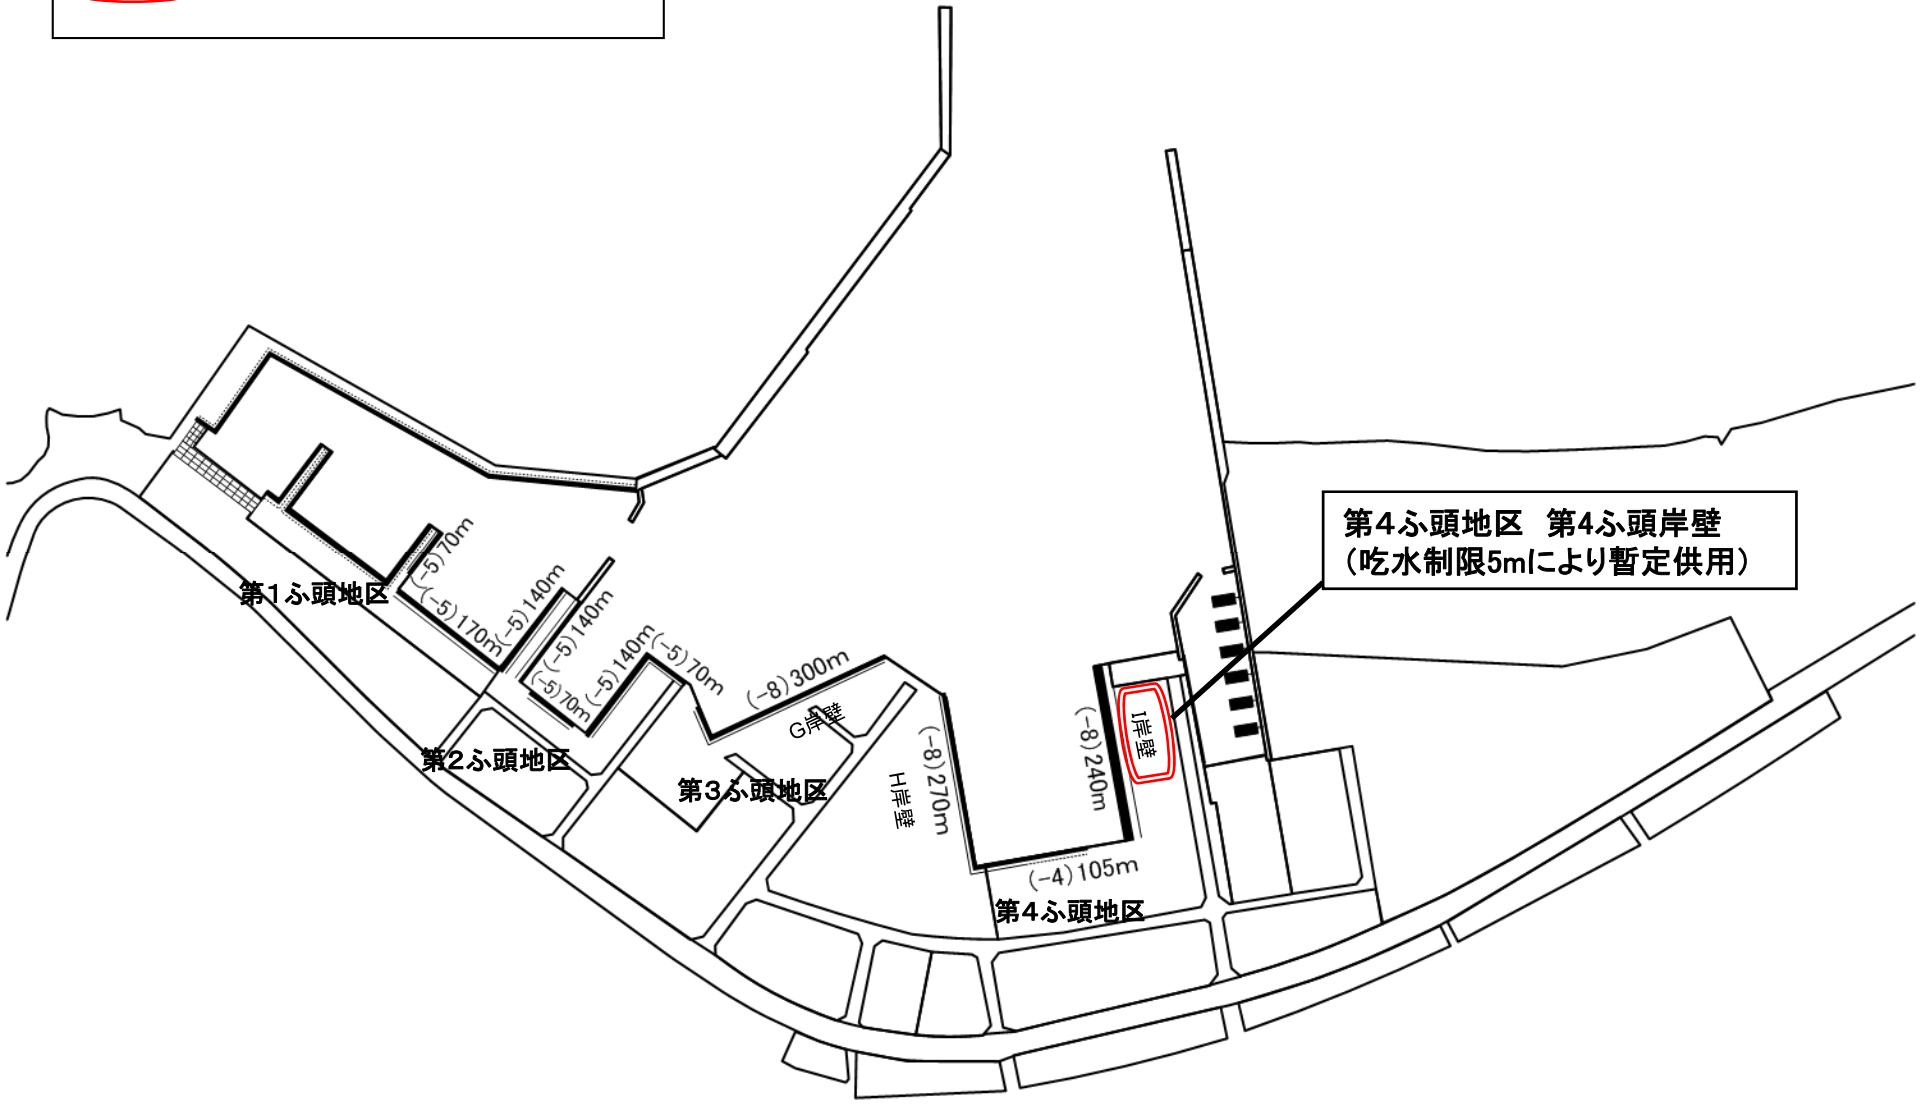 第4ふ頭地区 第4ふ頭岸壁
（吃水制限5mにより暫定供用）
(-5)70m
第1ふ頭地区
(-5)170m
(-5)140m
(-5)140m
(-5)70m
(-5)140m
(-5)70m
第2ふ頭地区
(-8)300m
G岸壁
第3ふ頭地区
(-8)270m
H岸壁
(-8)240m
I岸壁
(-4)105m
第4ふ頭地区